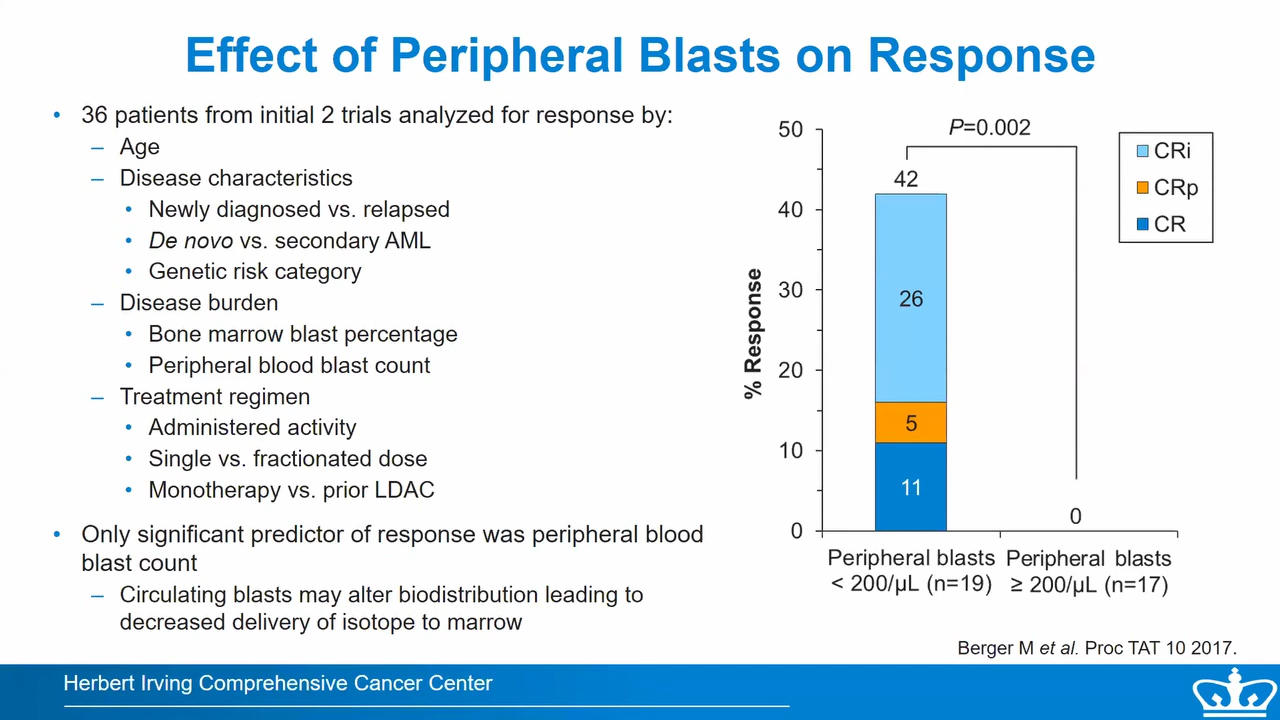 Effect of Peripheral Blasts on Response
• 36 patients from initial 2 trials analyzed for response by:
– Age
– Disease characteristics
• Newly diagnosed vs. relapsed
• De novo vs. secondary AML
• Genetic risk category
– Disease burden
• Bone marrow blast percentage
• Peripheral blood blast count
– Treatment regimen
• Administered activity
• Single vs. fractionated dose
• Monotherapy vs. prior LDAC
• Only significant predictor of response was peripheral blood
blast count
– Circulating blasts may alter biodistribution leading to
decreased delivery of isotope to marrow
% Response
50
40
30
20
10
0
P=0.002
42
26
5
11
0
Peripheral blasts
< 200/µL (n=19)
Peripheral blasts
≥ 200/µL (n=17)
CRi
CRp
CR
Berger M et al. Proc TAT 10 2017.
Herbert Irving Comprehensive Cancer Center